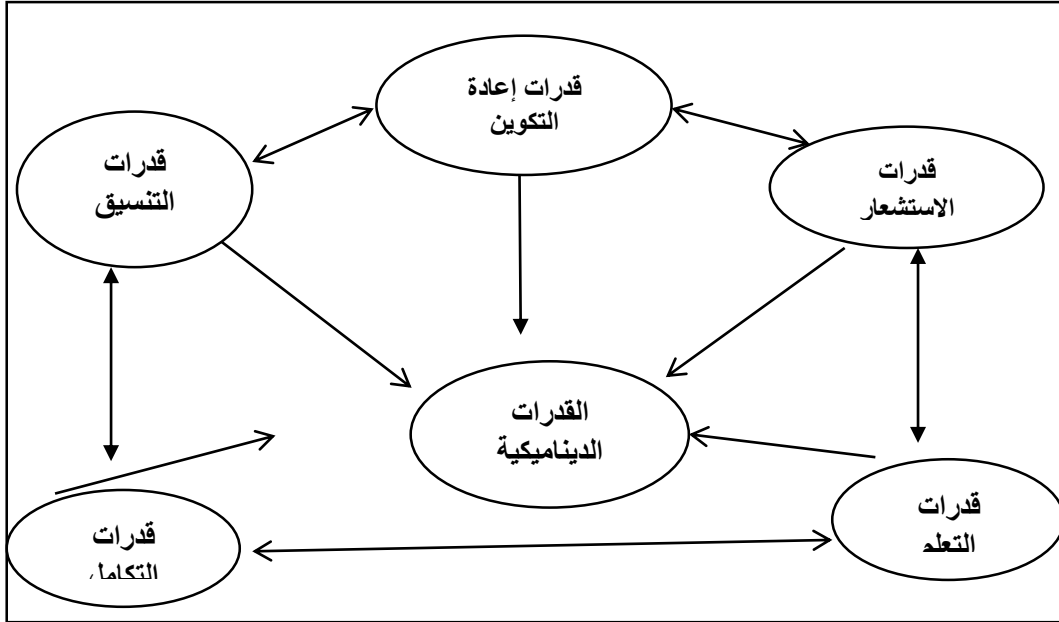 قدرات إعادة
التكوين
قدرات
الاستشعار
قدرات
التنسيق
القدرات
الديناميكية
قدرات
التعلم
قدرات
التكامل